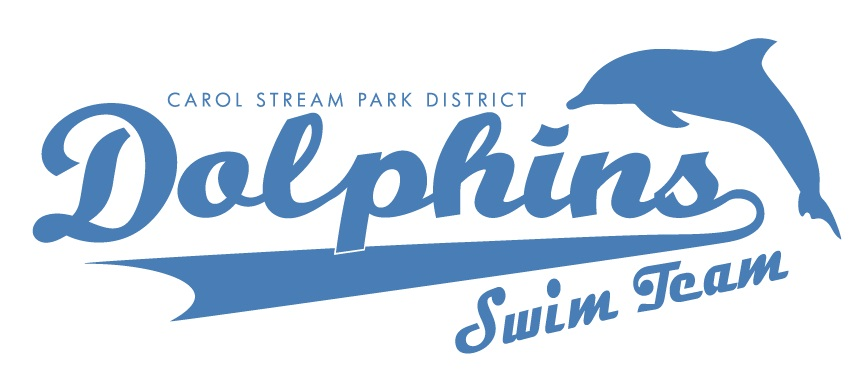 CAROL STREAM PARK DISTRICT
Dolphins
Swim Team